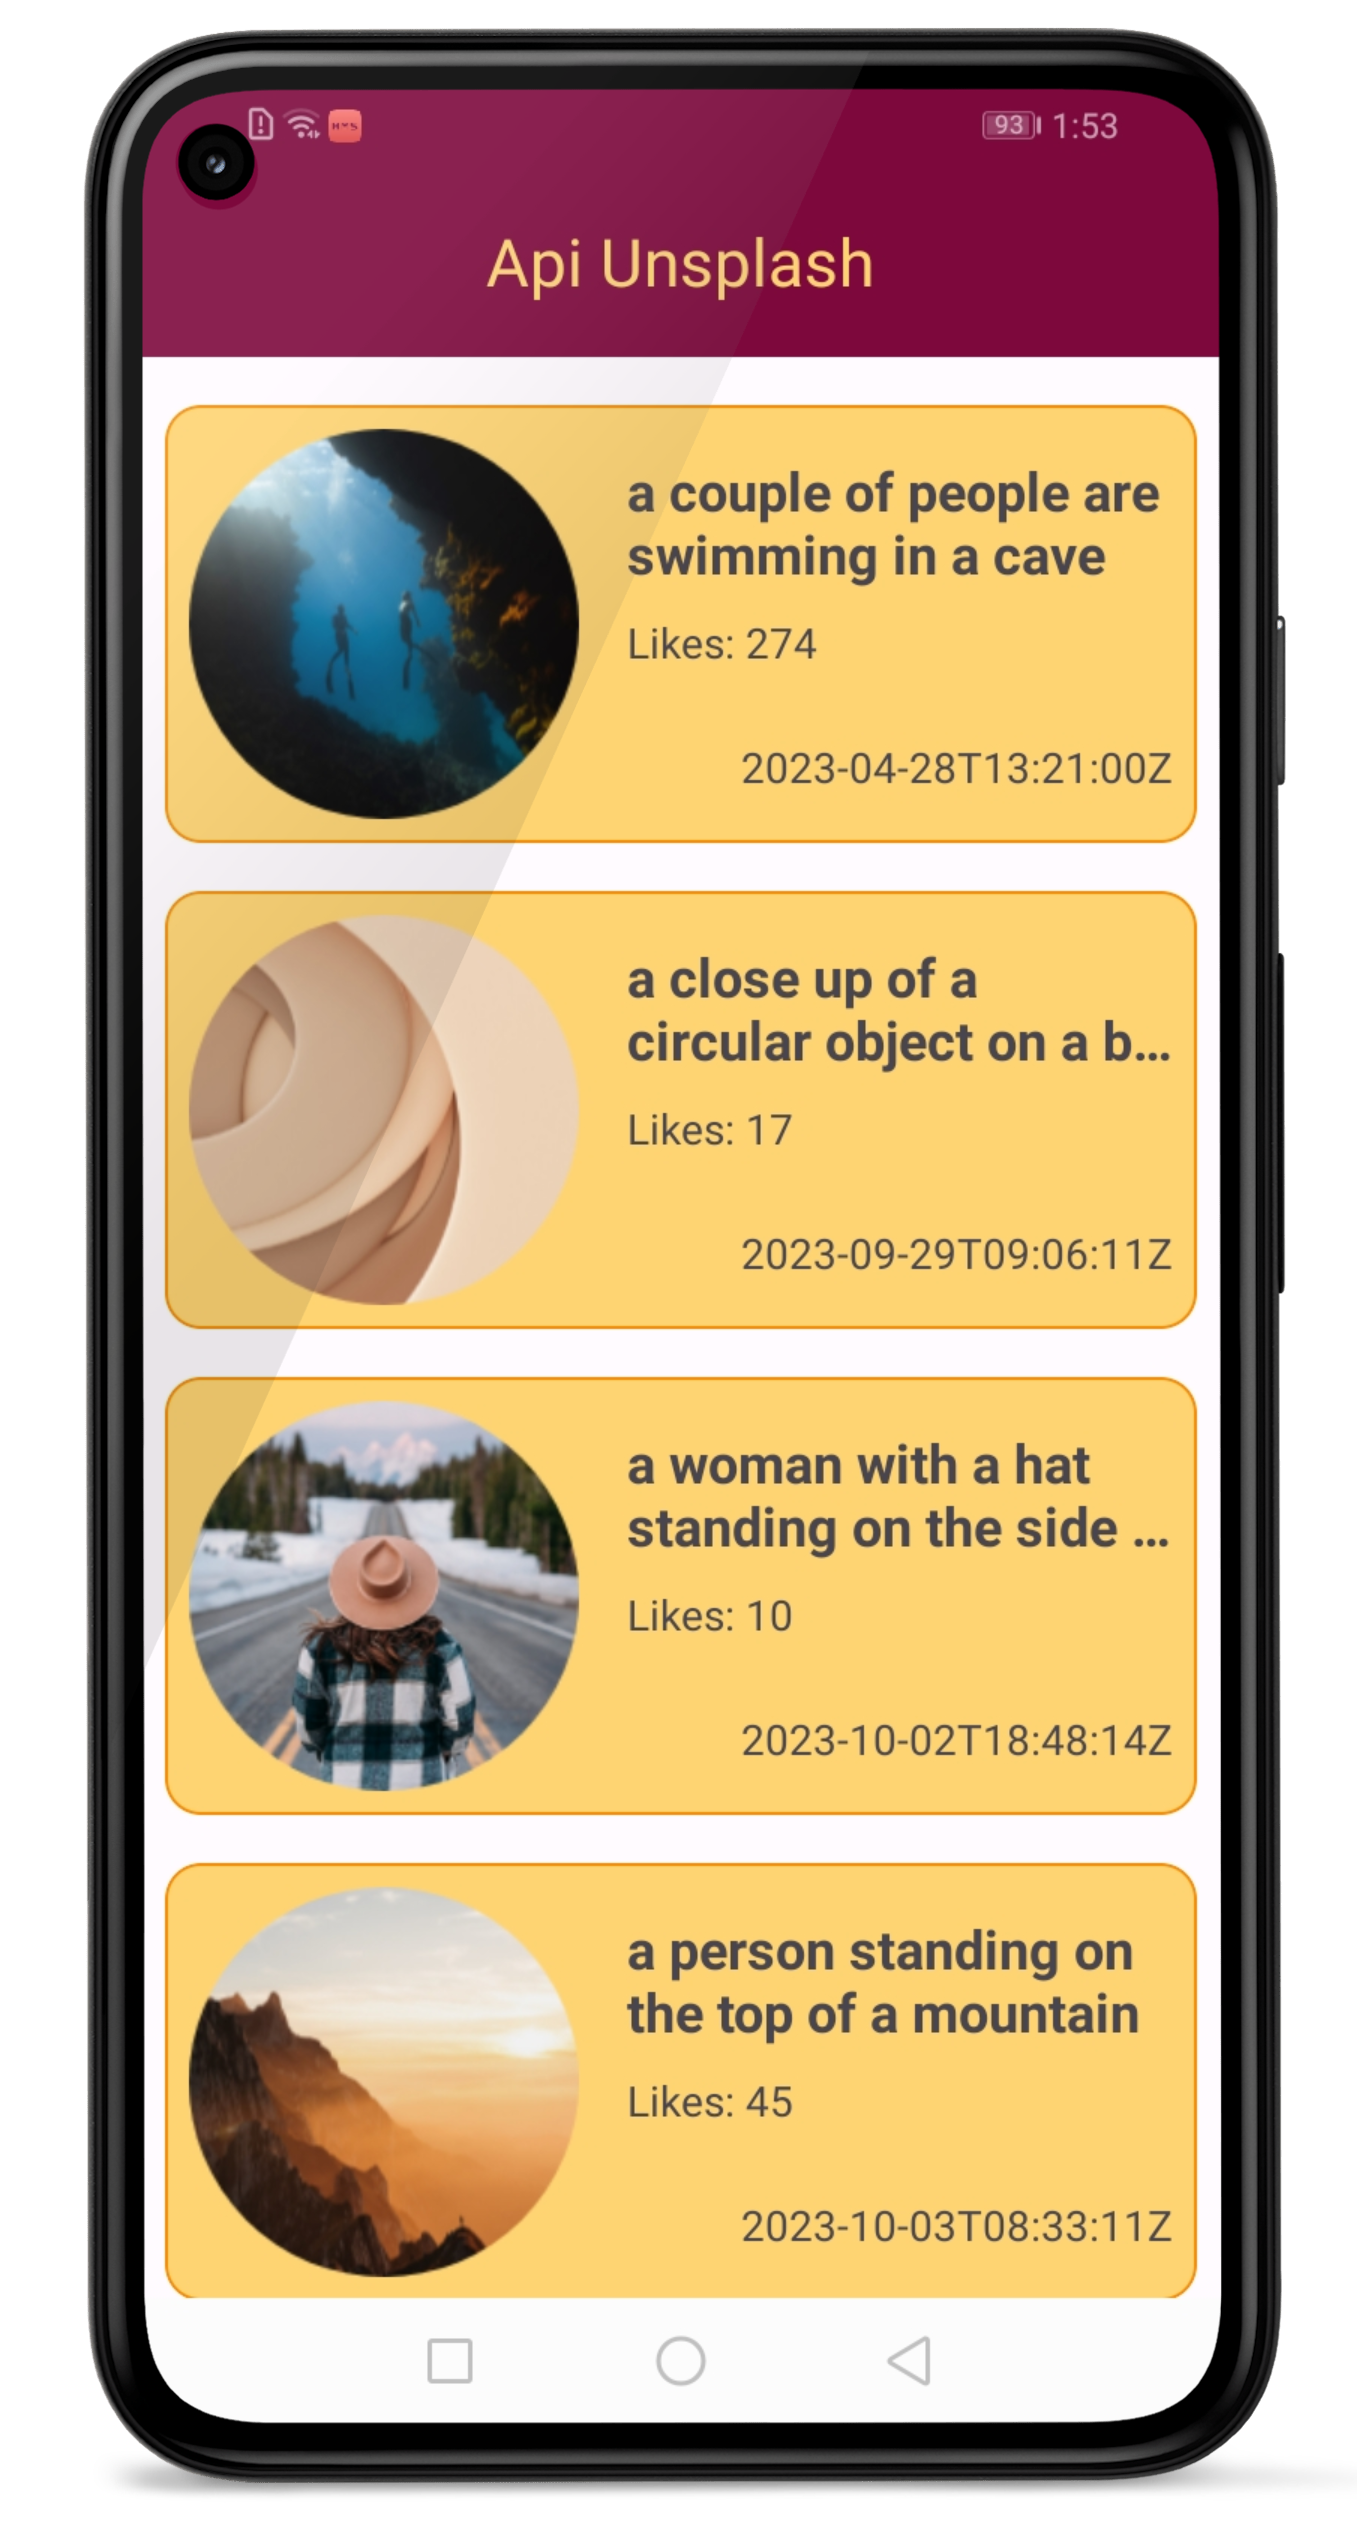 HMS
93 1:53
Api Unsplash
a couple of people are
swimming in a cave
Likes: 274
2023-04-28T13:21:00Z
a close up of a
circular object on a b...
Likes: 17
2023-09-29T09:06:11Z
a woman with a hat
standing on the side ...
Likes: 10
2023-10-02T18:48:14Z
a person standing on
the top of a mountain
Likes: 45
2023-10-03T08:33:11Z